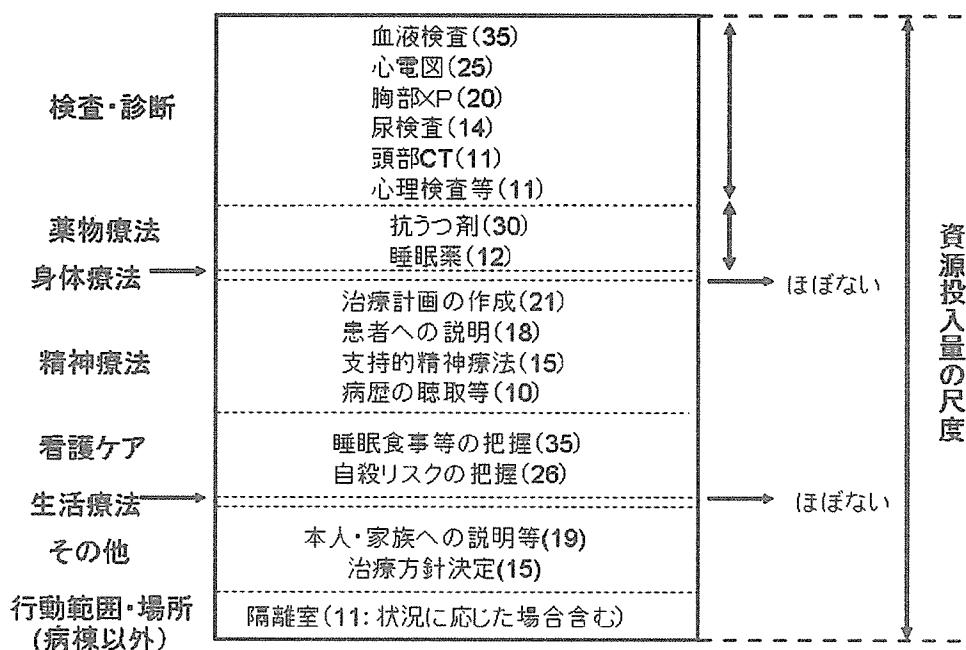 検査・診断
血液検査(35)
心電図(25)
胸部XP(20)
尿検査(14)
頭部CT(11)
心理検査等(11)
薬物療法
抗うつ剤(30)
睡眠薬(12)
身体療法
ほぼない
精神療法
治療計画の作成(21)
患者への説明(18)
支持的精神療法(15)
病歴の聴取等(10)
看護ケア
睡眠食事等の把握(35)
自殺リスクの把握(26)
生活療法
ほぼない
その他
本人・家族への説明等(19)
治療方針決定(15)
行動範囲・場所
(病棟以外)
隔離室(11:状況に応じた場合含む)
資源投入量の尺度